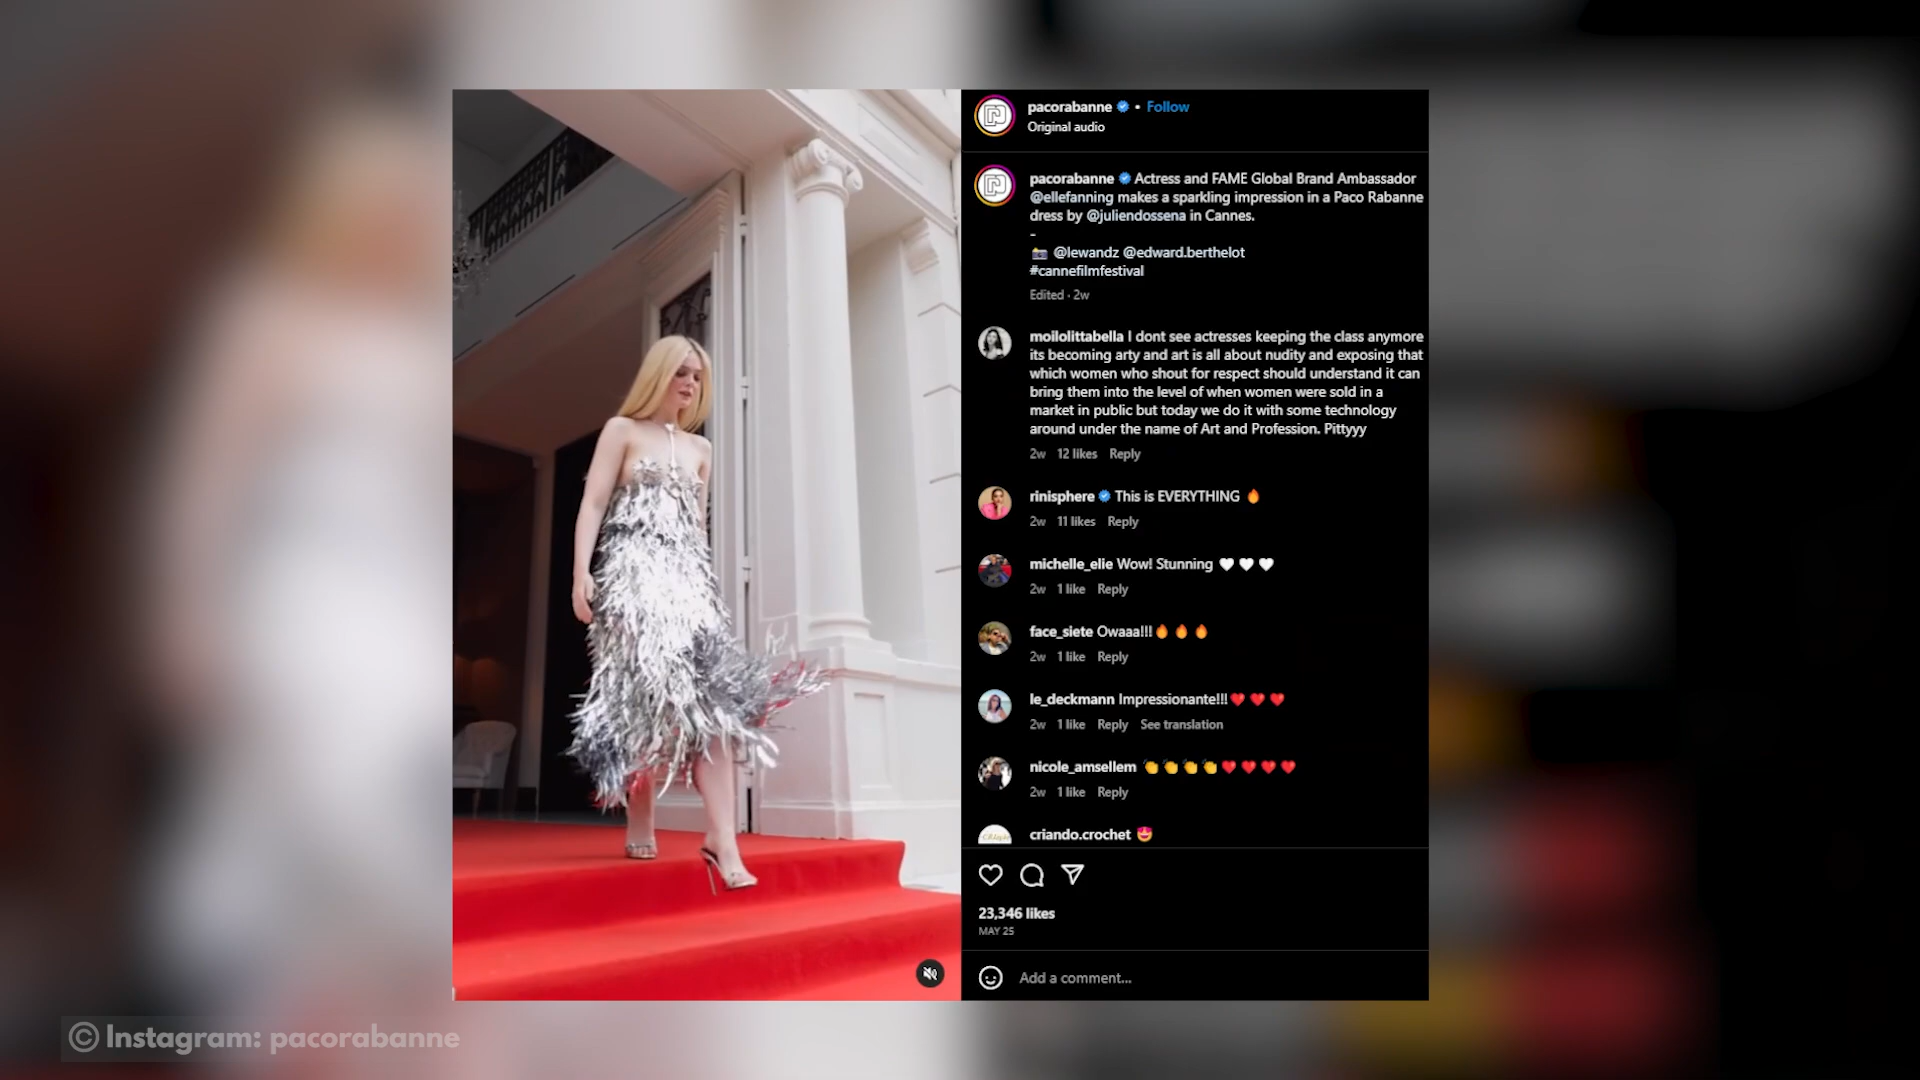 pacorabanne • Follow
Original audio
pacorabanne Actress and FAME Global Brand Ambassador
@ellefanning makes a sparkling impression in a Paco Rabanne
dress by @juliendossena in Cannes.
-
📸 @lewandz @edward.berthelot
#cannefilmfestival
Edited · 2w
moilolittabella I dont see actresses keeping the class anymore
its becoming arty and art is all about nudity and exposing that
which women who shout for respect should understand it can
bring them into the level of when women were sold in a
market in public but today we do it with some technology
around under the name of Art and Profession. Pittyyy
2w 12 likes Reply
rinisphere This is EVERYTHING 🔥
2w 11 likes Reply
michelle_elie Wow! Stunning 🤍 🤍 🤍
2w 1 like Reply
face_siete Owaaa!!!🔥 🔥 🔥
2w 1 like Reply
le_deckmann Impressionante!!!❤️ ❤️ ❤️
2w 1 like Reply See translation
nicole_amsellem 👏 👏 👏 👏 ❤️ ❤️ ❤️ ❤️
2w 1 like Reply
criando.crochet 😍
23,346 likes
MAY 25
Add a comment...
© Instagram: pacorabanne